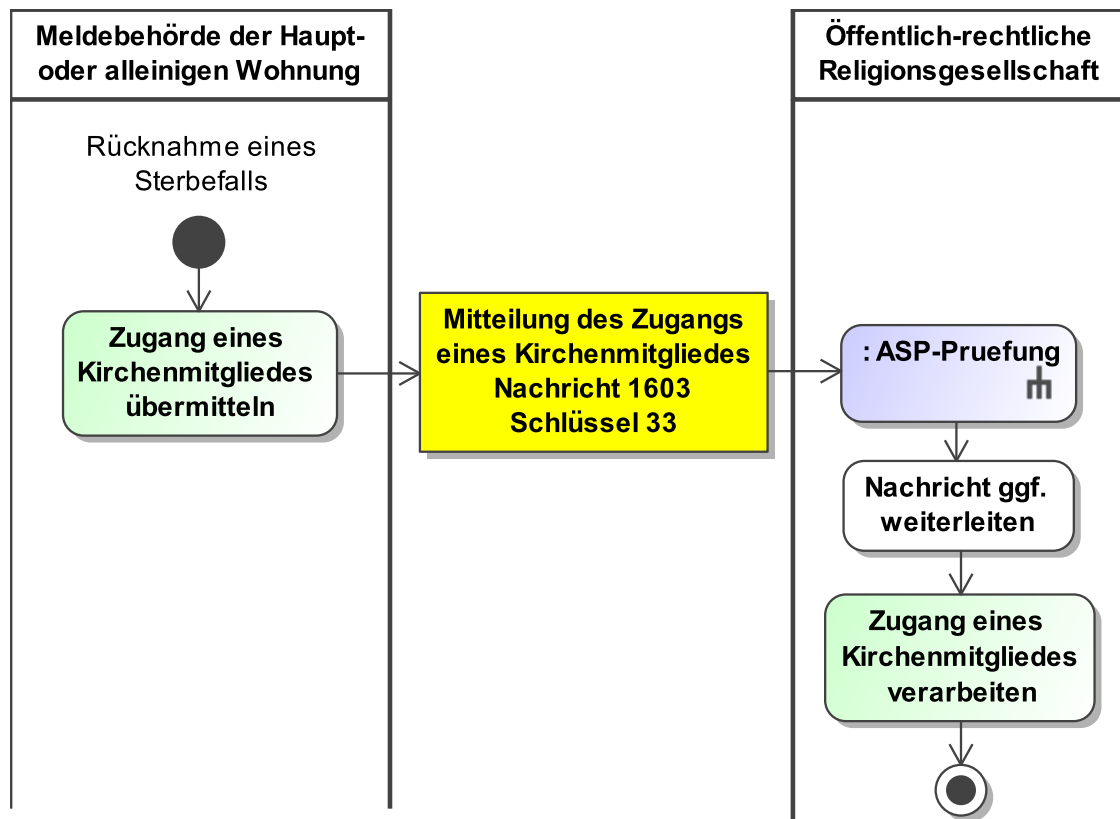 Meldebehörde der Haupt-
oder alleinigen Wohnung
Öffentlich-rechtliche
Religionsgesellschaft
Rücknahme eines
Sterbefalls
Zugang eines
Kirchenmitgliedes
übermitteln
Mitteilung des Zugangs
eines Kirchenmitgliedes
Nachricht 1603
Schlüssel 33
: ASP-Pruefung
Nachricht ggf.
weiterleiten
Zugang eines
Kirchenmitgliedes
verarbeiten